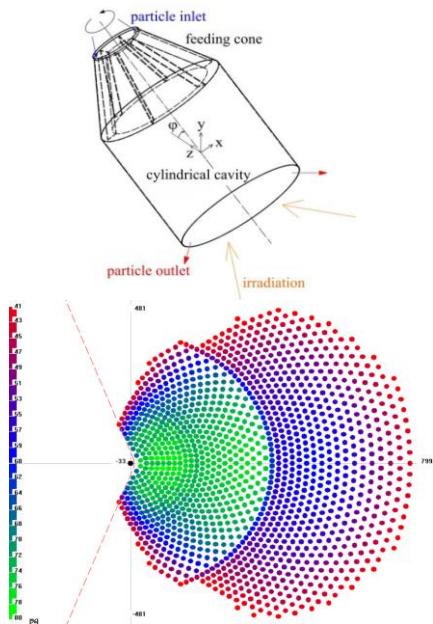 particle inlet
feeding cone
φ
y
x
z
cylindrical cavity
particle outlet
irradiation
41
43
45
47
49
51
53
55
57
59
60
62
64
66
68
70
72
74
76
78
80
[%]
481
-33
799
-481